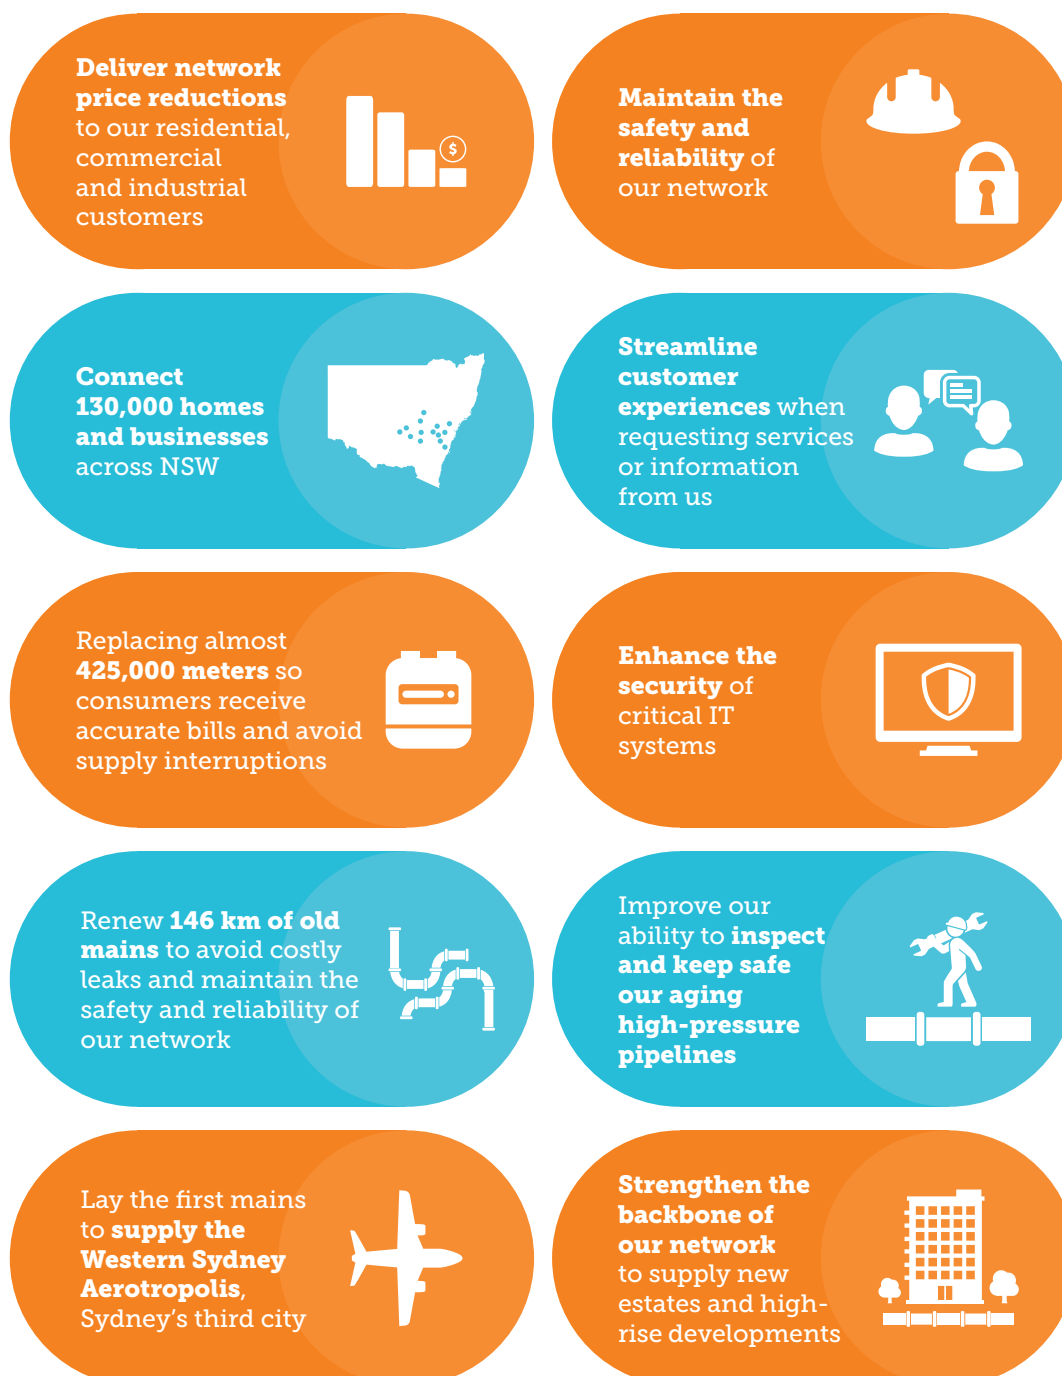 Deliver network
price reductions
to our residential,
commercial
and industrial
customers
$
Maintain the
safety and
reliability of
our network
Connect
130,000 homes
and businesses
across NSW
Streamline
customer
experiences when
requesting services
or information
from us
Replacing almost
425,000 meters so
consumers receive
accurate bills and avoid
supply interruptions
Enhance the
security of
critical IT
systems
Renew 146 km of old
mains to avoid costly
leaks and maintain the
safety and reliability of
our network
Improve our
ability to inspect
and keep safe
our aging
high-pressure
pipelines
Lay the first mains
to supply the
Western Sydney
Aerotropolis,
Sydney’s third city
Strengthen the
backbone of
our network
to supply new
estates and high-
rise developments